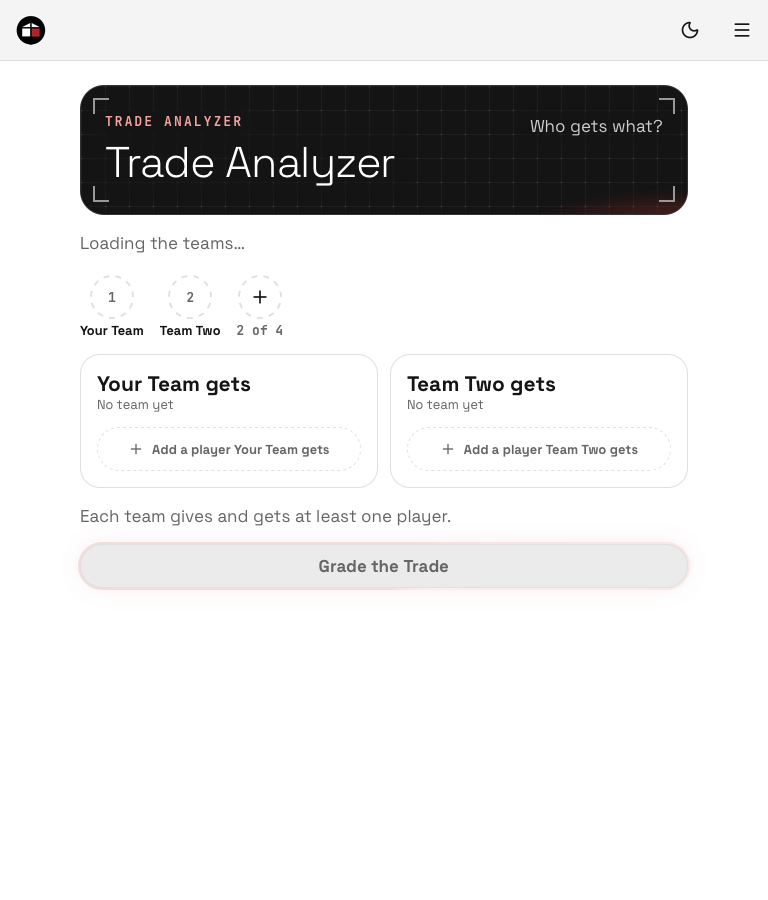 TRADE ANALYZER
Who gets what?
Trade Analyzer
Loading the teams…
1
2
Your Team
Team Two
2 of 4
Your Team gets
No team yet
Add a player Your Team gets
Team Two gets
No team yet
Add a player Team Two gets
Each team gives and gets at least one player.
Grade the Trade